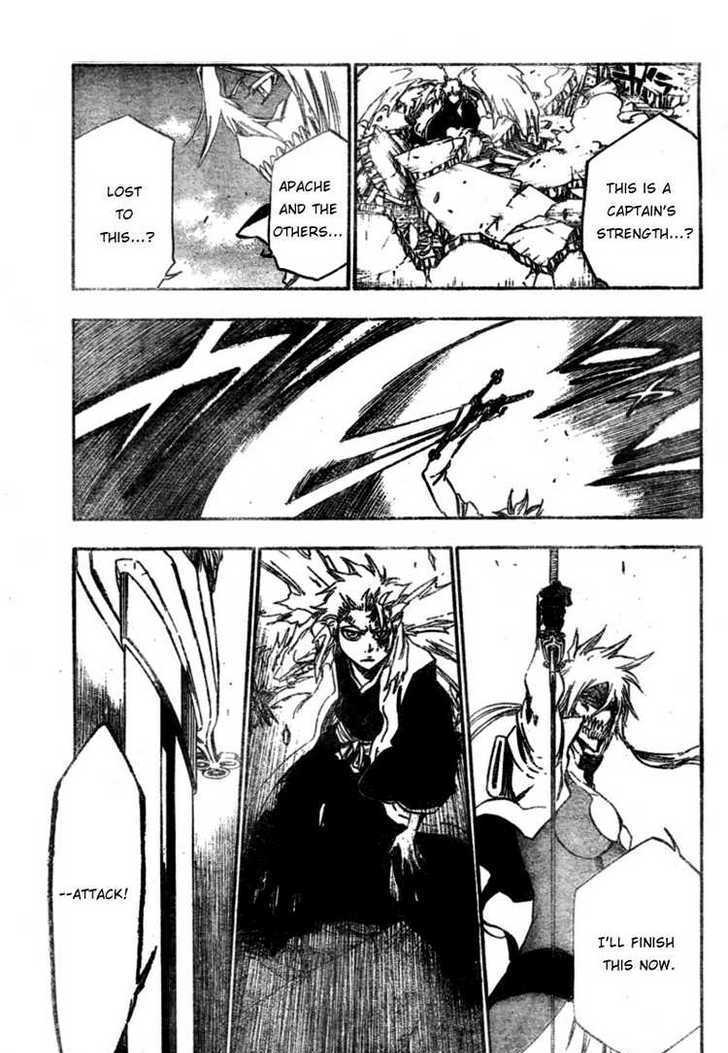 THIS IS A
CAPTAIN'S
STRENGTH...?
APACHE
AND THE
OTHERS...
LOST
TO
THIS...?
I'LL FINISH
THIS NOW.
--ATTACK!